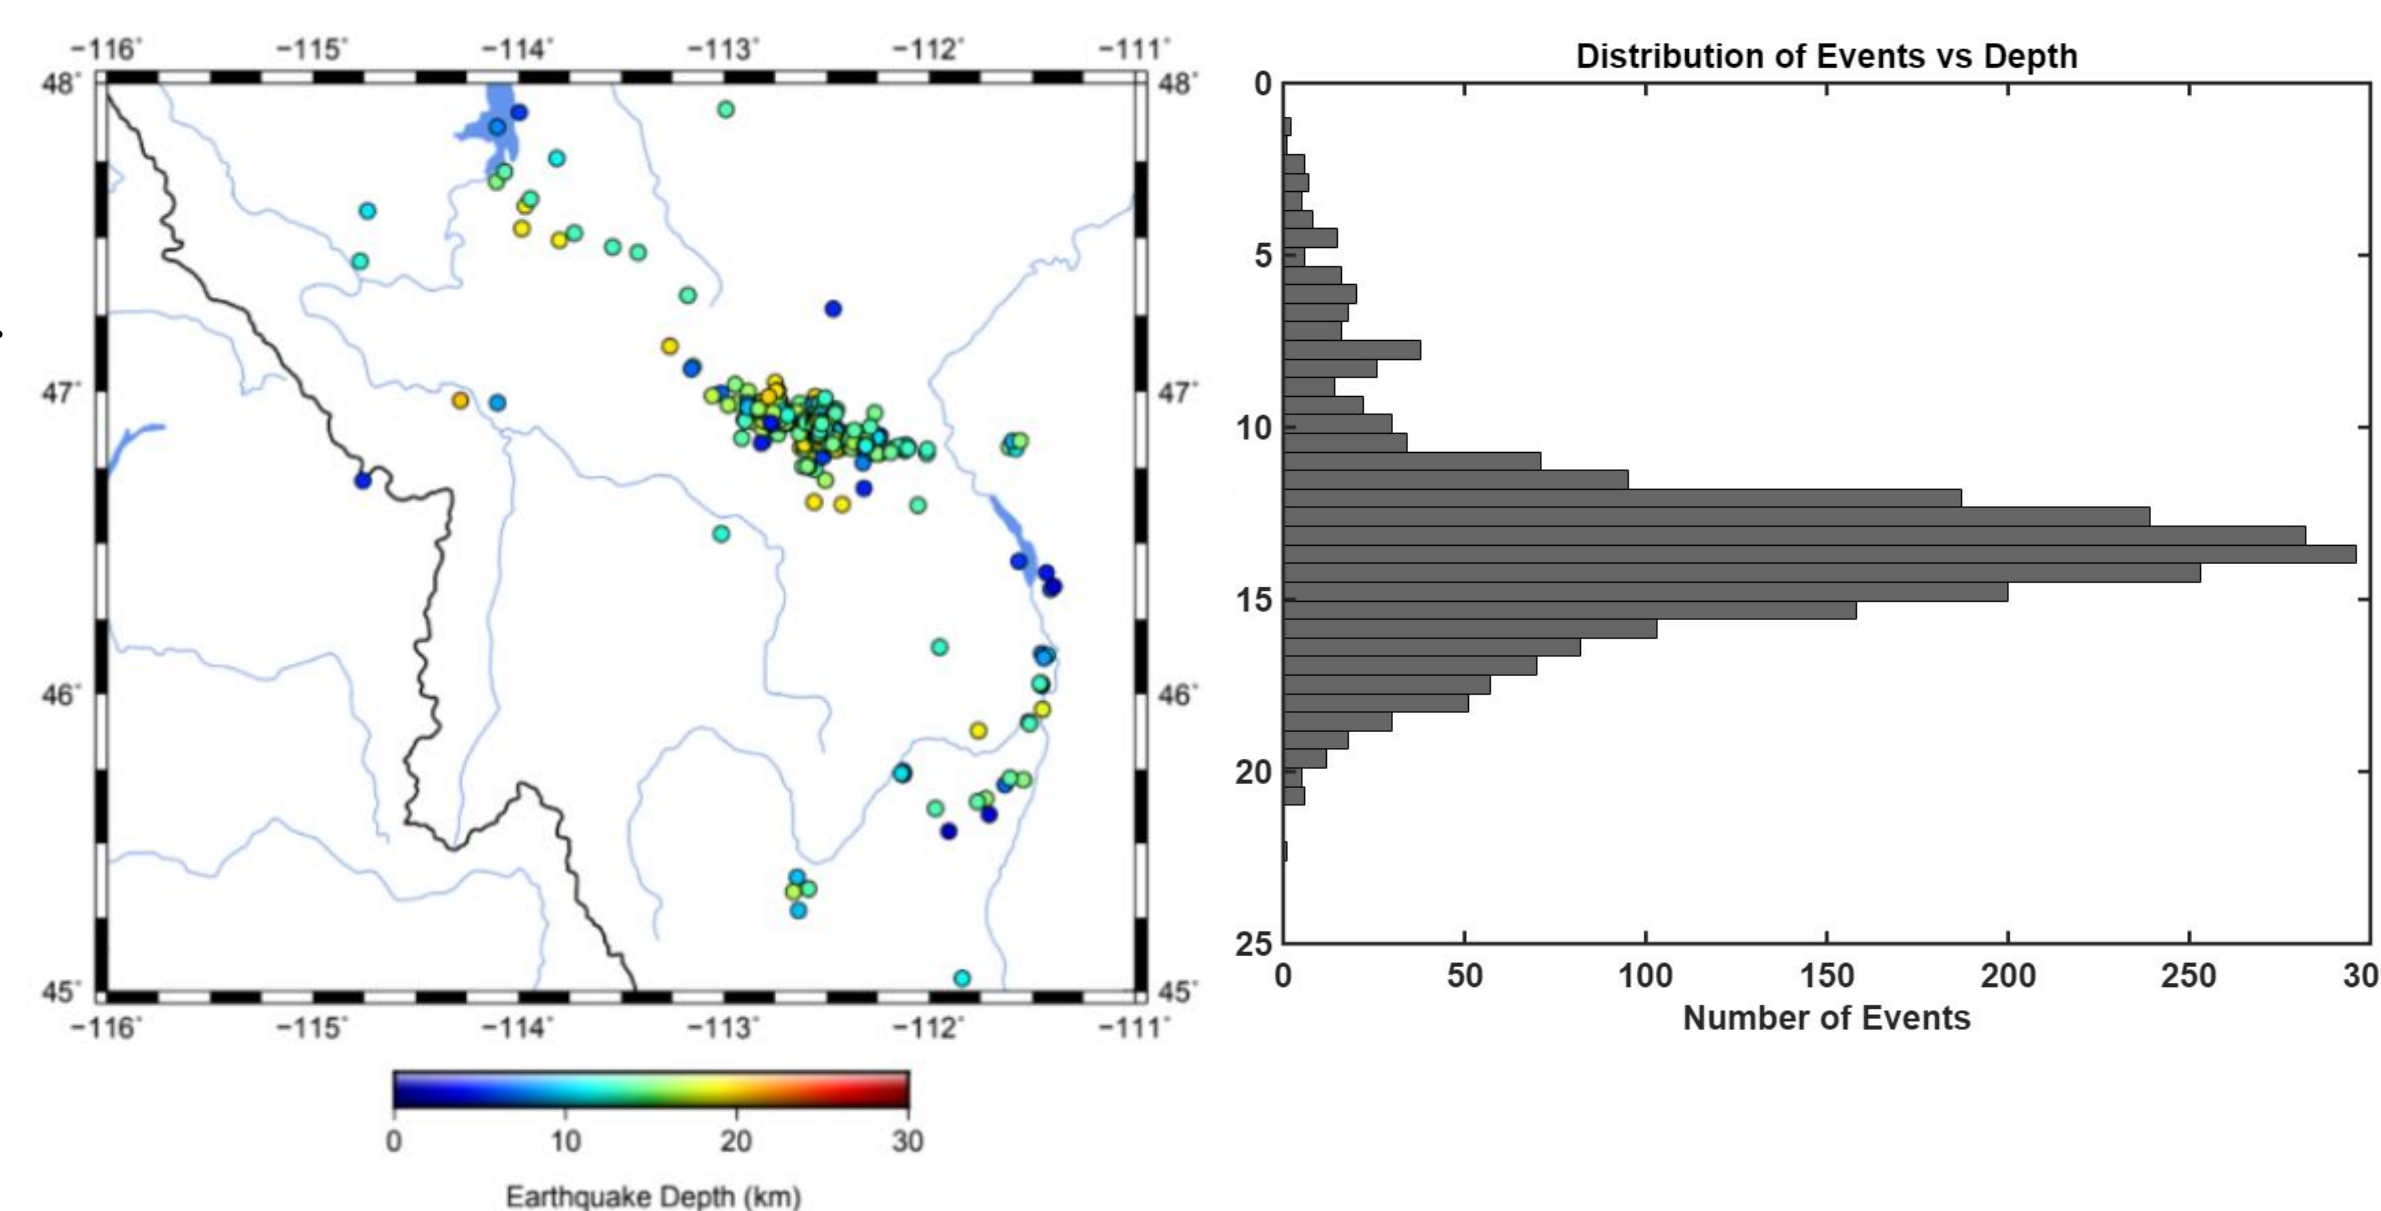 −116° −115° −114° −113° −112° −111°
48° 48°
47° 47°
46° 46°
45° 45°
−116° −115° −114° −113° −112° −111°
0 10 20 30
Earthquake Depth (km)
Distribution of Events vs Depth
0
5
10
15
20
25
0 50 100 150 200 250 30
Number of Events